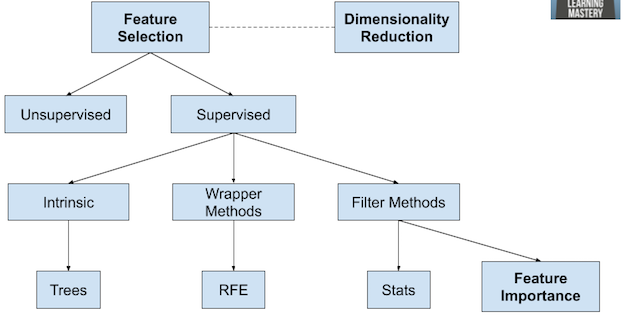 LEARNING
MASTERY
Feature
Selection
Dimensionality
Reduction
Unsupervised
Supervised
Intrinsic
Wrapper
Methods
Filter Methods
Trees
RFE
Stats
Feature
Importance